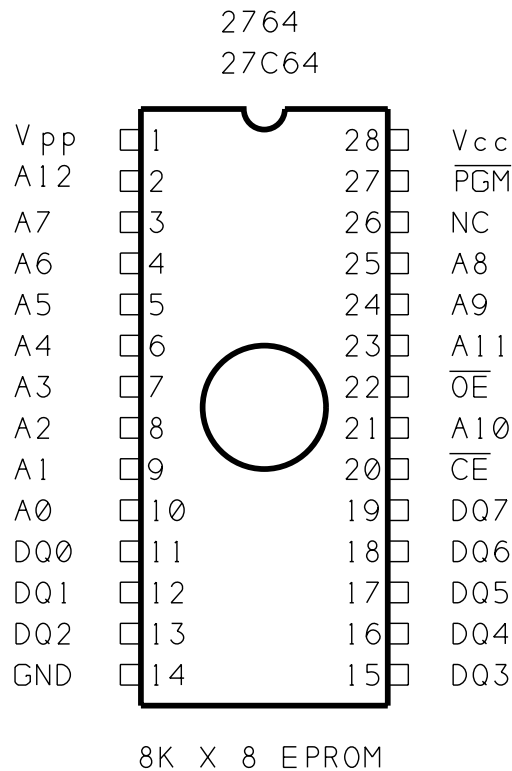 2764
27C64
Vpp 1 28 Vcc
A12 2 27 PGM
A7 3 26 NC
A6 4 25 A8
A5 5 24 A9
A4 6 23 A11
A3 7 22 OE
A2 8 21 A10
A1 9 20 CE
A0 10 19 DQ7
DQ0 11 18 DQ6
DQ1 12 17 DQ5
DQ2 13 16 DQ4
GND 14 15 DQ3
8K X 8 EPROM